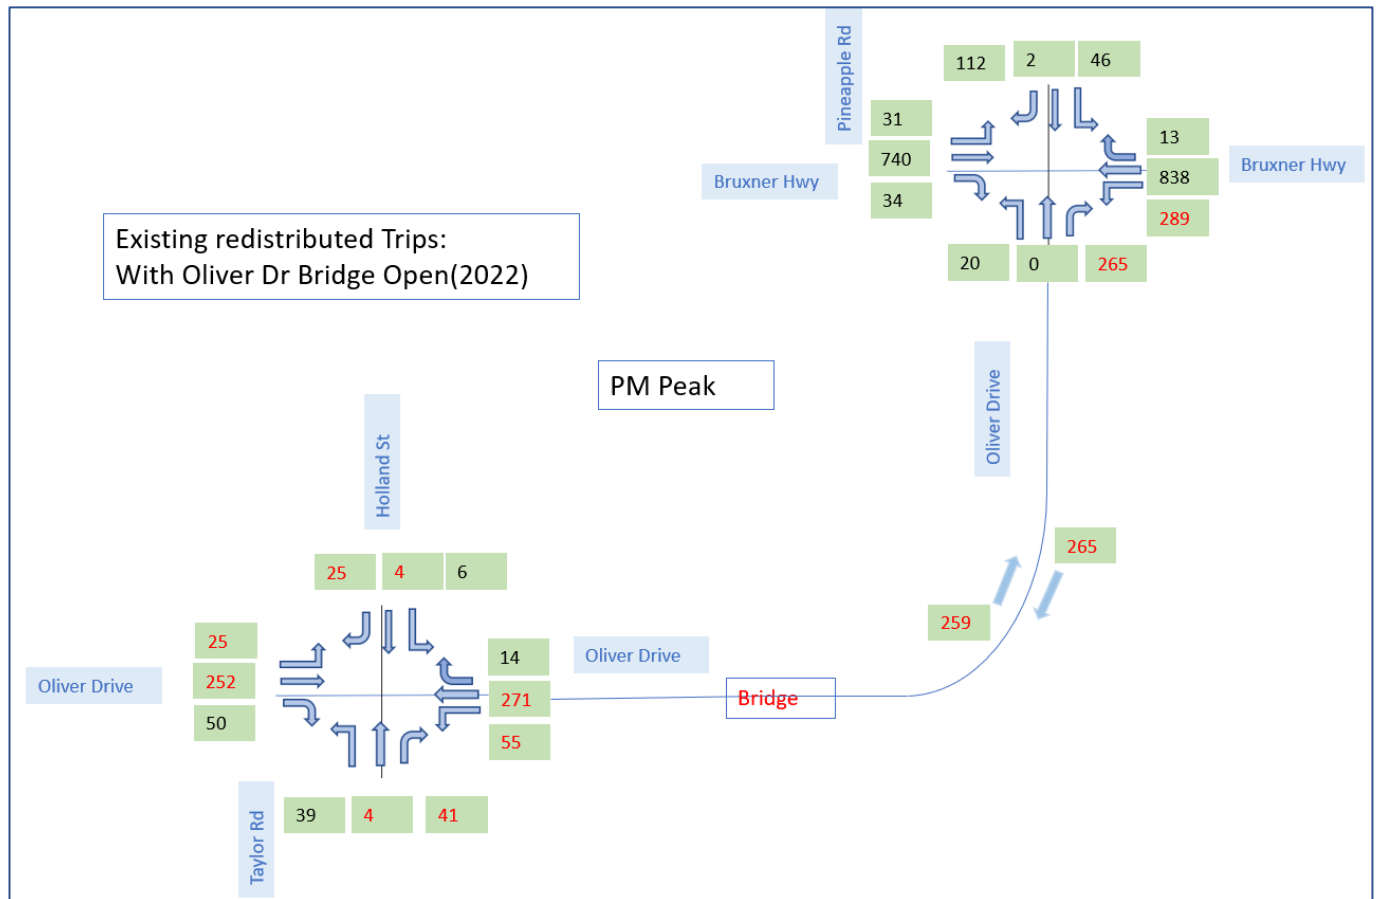 Pineapple Rd
112
2
46
31
740
34
13
838
289
Bruxner Hwy
Bruxner Hwy
20
0
265
Existing redistributed Trips:
With Oliver Dr Bridge Open(2022)
PM Peak
Oliver Drive
Holland St
265
259
25
4
6
25
252
50
14
271
55
Oliver Drive
Oliver Drive
Bridge
39
4
41
Taylor Rd